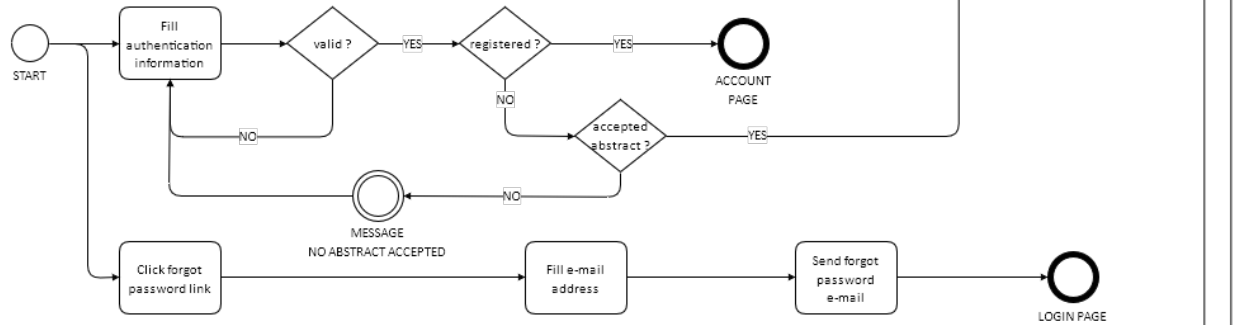 START
Fill
authentication
information
valid ?
YES
registered ?
YES
ACCOUNT
PAGE
NO
NO
accepted
abstract ?
YES
NO
MESSAGE
NO ABSTRACT ACCEPTED
Click forgot
password link
Fill e-mail
address
Send forgot
password
e-mail
LOGIN PAGE